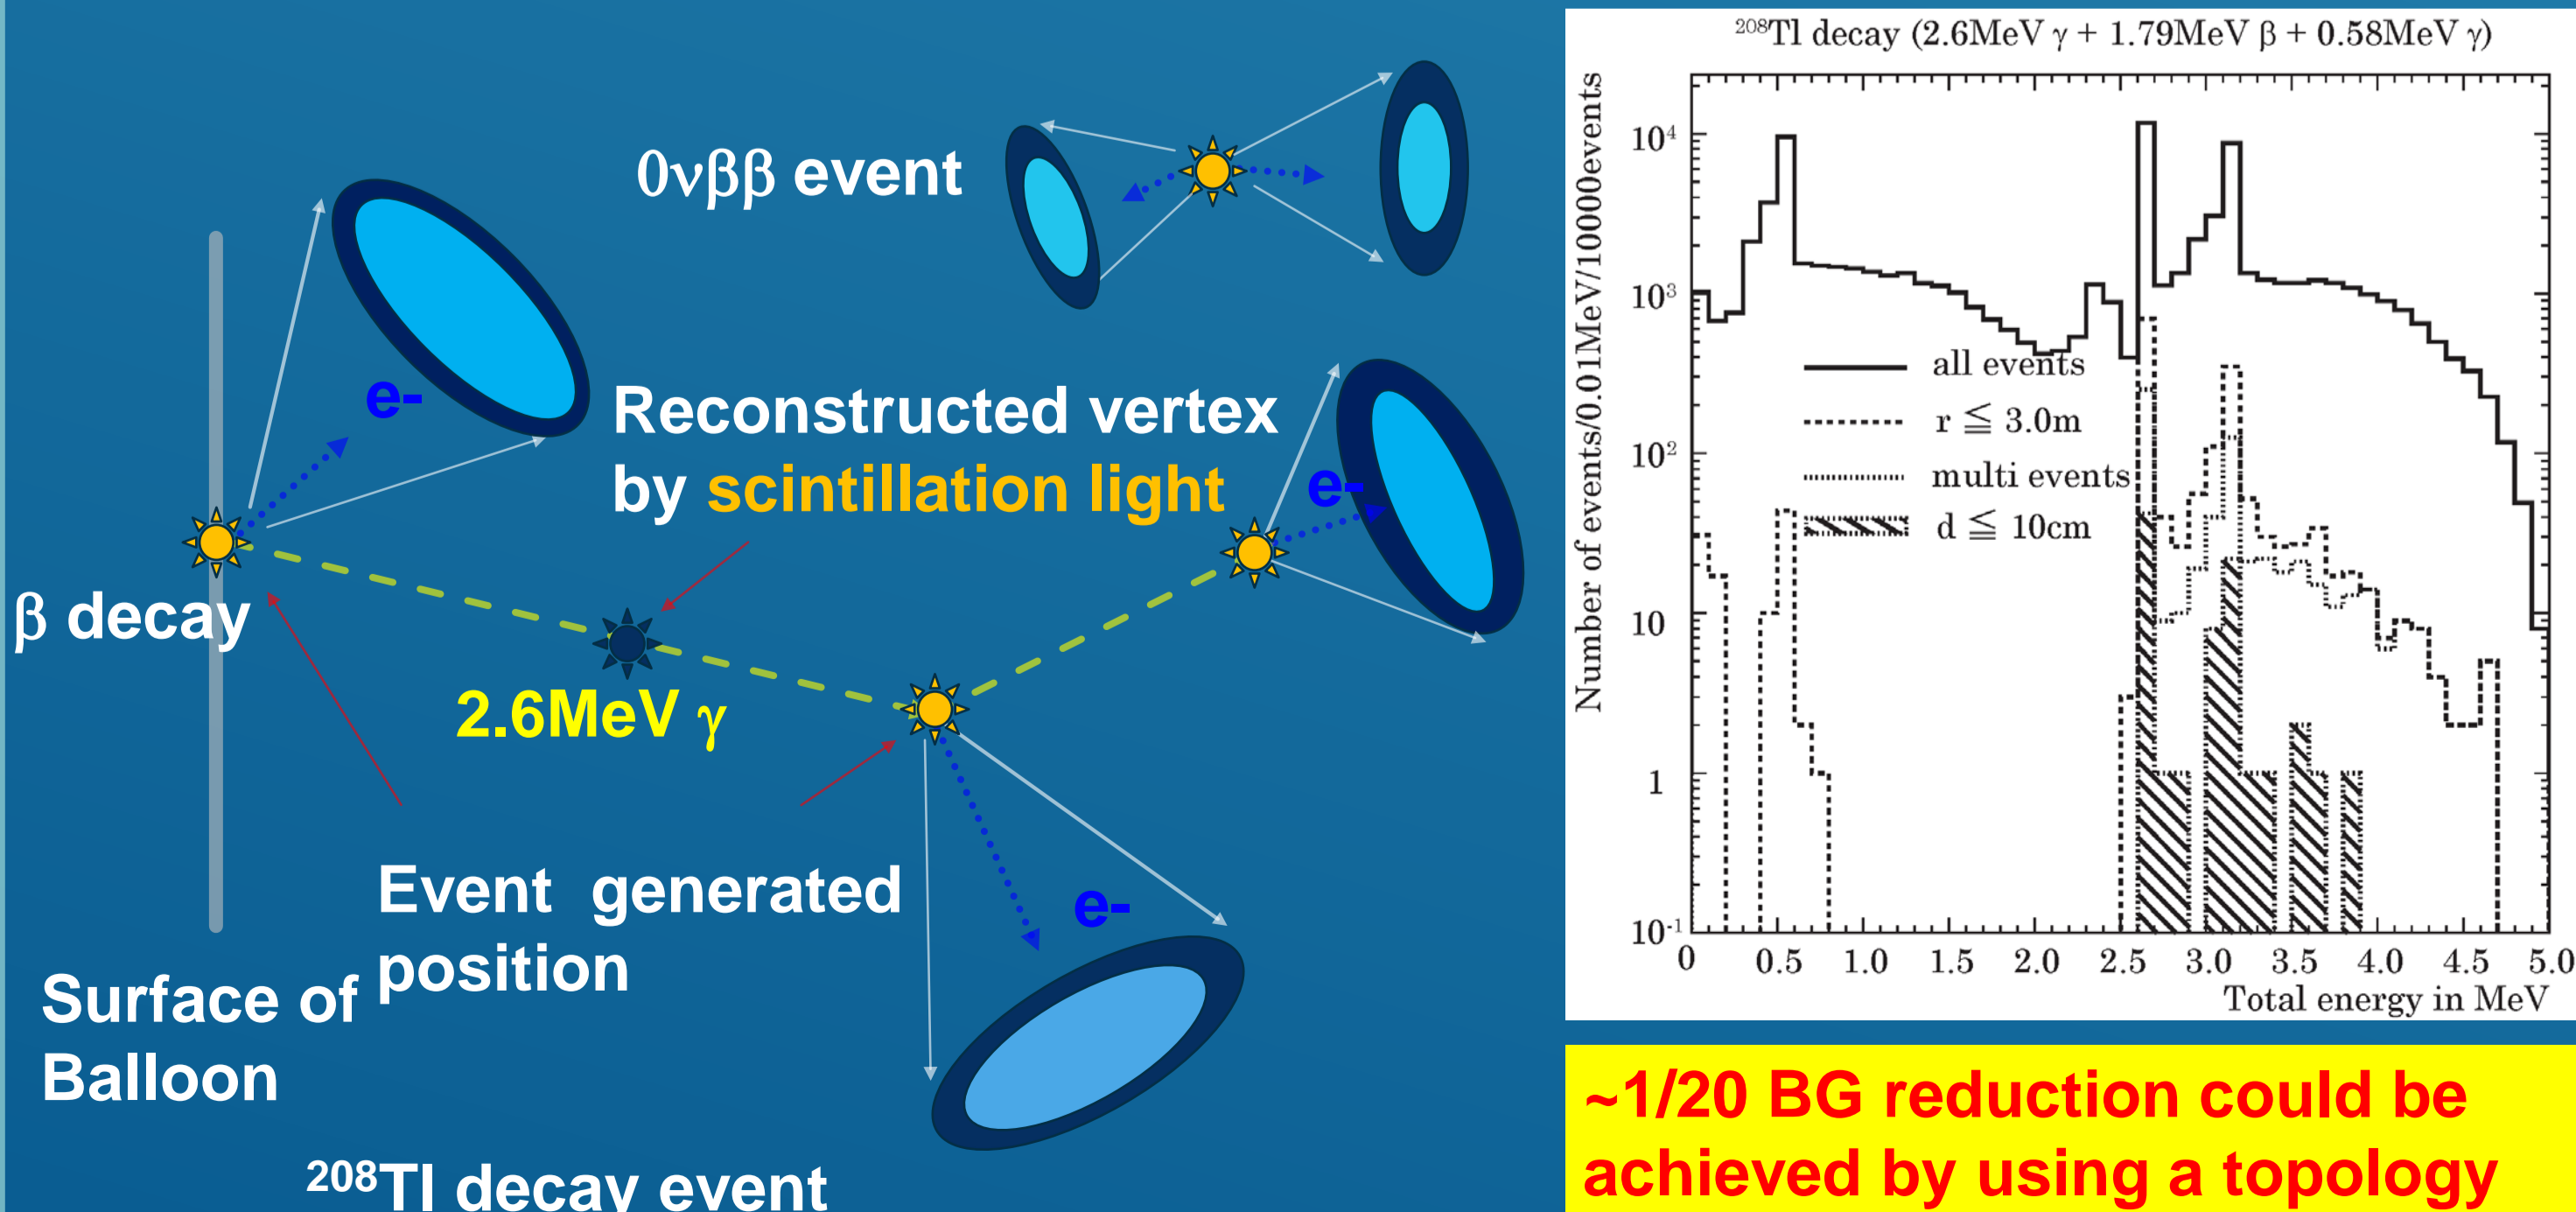 0νββ event
e-
Reconstructed vertex
by scintillation light
e-
β decay
2.6MeV γ
Event generated
position
e-
Surface of
Balloon
²⁰⁸Tl decay event
²⁰⁸Tl decay (2.6MeV γ + 1.79MeV β + 0.58MeV γ)
Number of events/0.01MeV/10000events
10⁴
10³
10²
10
1
10⁻¹
all events
r ≦ 3.0m
multi events
d ≦ 10cm
0 0.5 1.0 1.5 2.0 2.5 3.0 3.5 4.0 4.5 5.0
Total energy in MeV
~1/20 BG reduction could be
achieved by using a topology